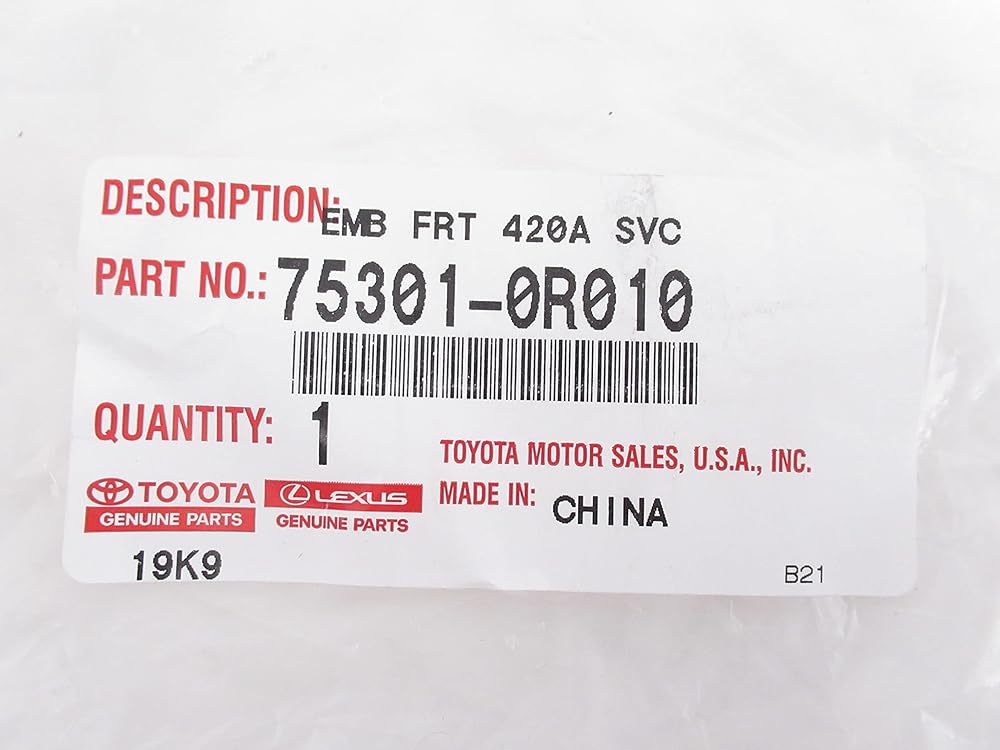 DESCRIPTION: EMB FRT 420A SVC
PART NO.: 75301-0R010
QUANTITY: 1
TOYOTA MOTOR SALES, U.S.A., INC.
MADE IN: CHINA
TOYOTA
GENUINE PARTS
LEXUS
GENUINE PARTS
19K9
B21